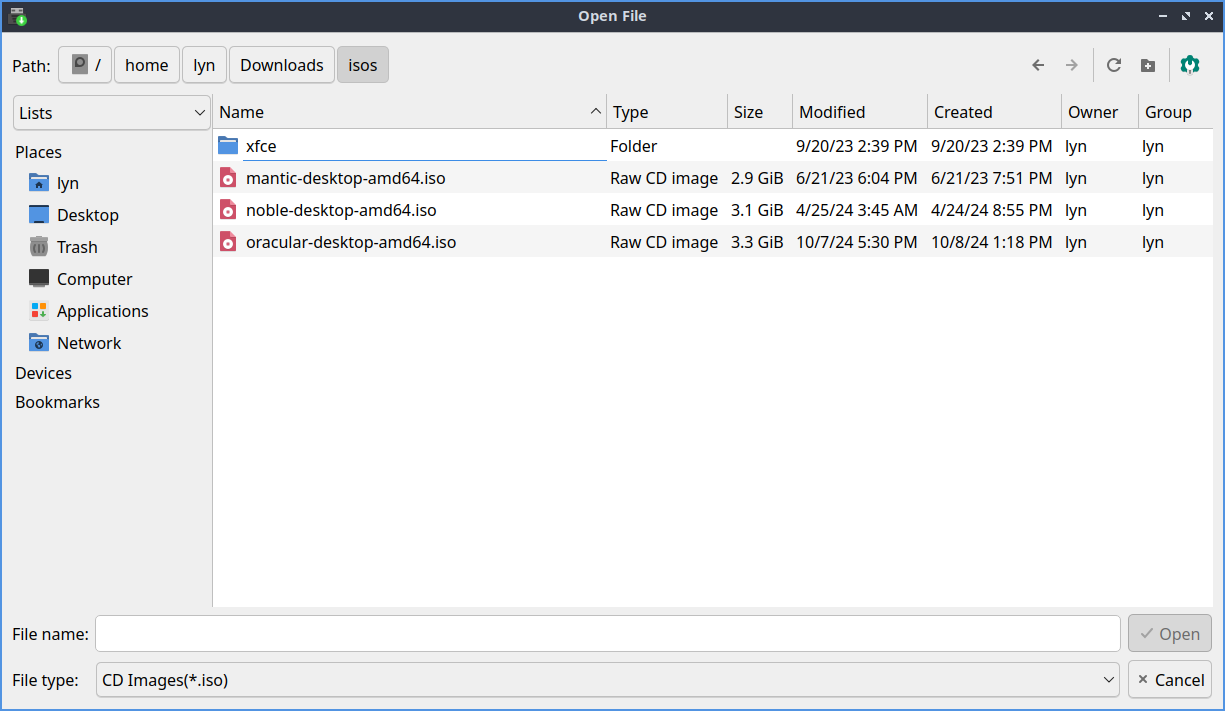 Open File
Path: / home lyn Downloads isos
Lists
Name Type Size Modified Created Owner Group
Places
lyn
Desktop
Trash
Computer
Applications
Network
Devices
Bookmarks
xfce Folder 9/20/23 2:39 PM 9/20/23 2:39 PM lyn lyn
mantic-desktop-amd64.iso Raw CD image 2.9 GiB 6/21/23 6:04 PM 6/21/23 7:51 PM lyn lyn
noble-desktop-amd64.iso Raw CD image 3.1 GiB 4/25/24 3:45 AM 4/24/24 8:55 PM lyn lyn
oracular-desktop-amd64.iso Raw CD image 3.3 GiB 10/7/24 5:30 PM 10/8/24 1:18 PM lyn lyn
File name: Open
File type: CD Images(*.iso) Cancel